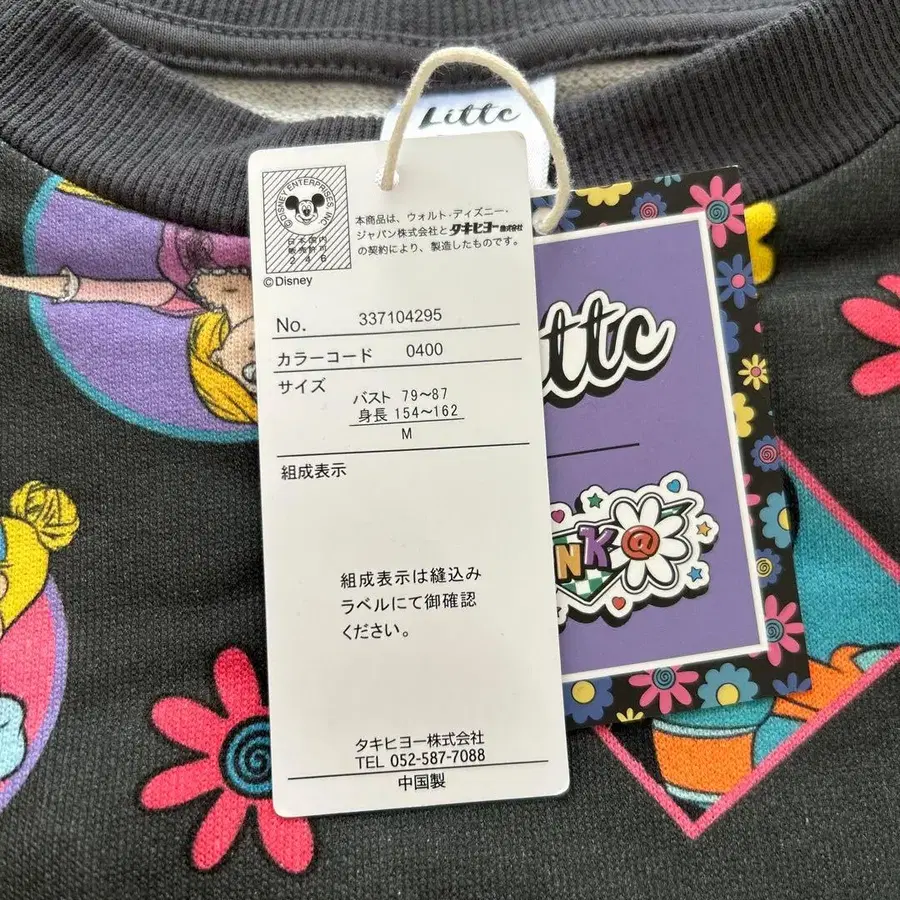 Littc
© DISNEY ENTERPRISES, INC
日本国内
販売許可
246
©Disney
本商品は、ウォルト・ディズニー・
ジャパン株式会社とタキヒヨー株式会社
の契約により、製造したものです。
No. 337104295
カラーコード 0400
サイズ
バスト 79〜87
身長 154〜162
M
組成表示
組成表示は縫込み
ラベルにて御確認
ください。
タキヒヨー株式会社
TEL 052-587-7088
中国製
ittc
NK@